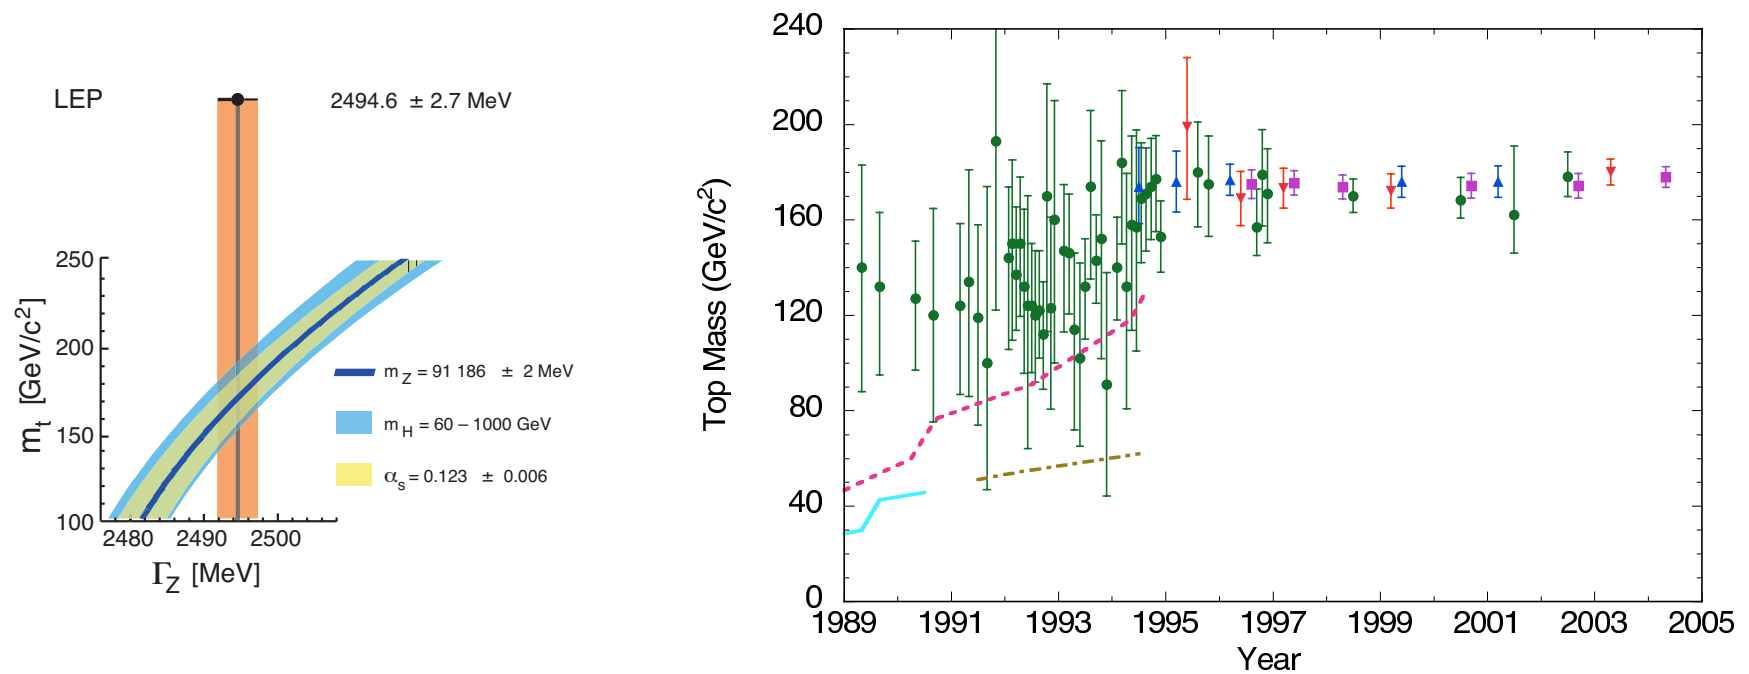 LEP 2494.6 ± 2.7 MeV
250
200
150
100
m_t [GeV/c²]
2480 2490 2500
Γ_Z [MeV]
m_Z = 91 186 ± 2 MeV
m_H = 60 – 1000 GeV
α_s = 0.123 ± 0.006
240
200
160
120
80
40
0
Top Mass (GeV/c²)
1989 1991 1993 1995 1997 1999 2001 2003 2005
Year